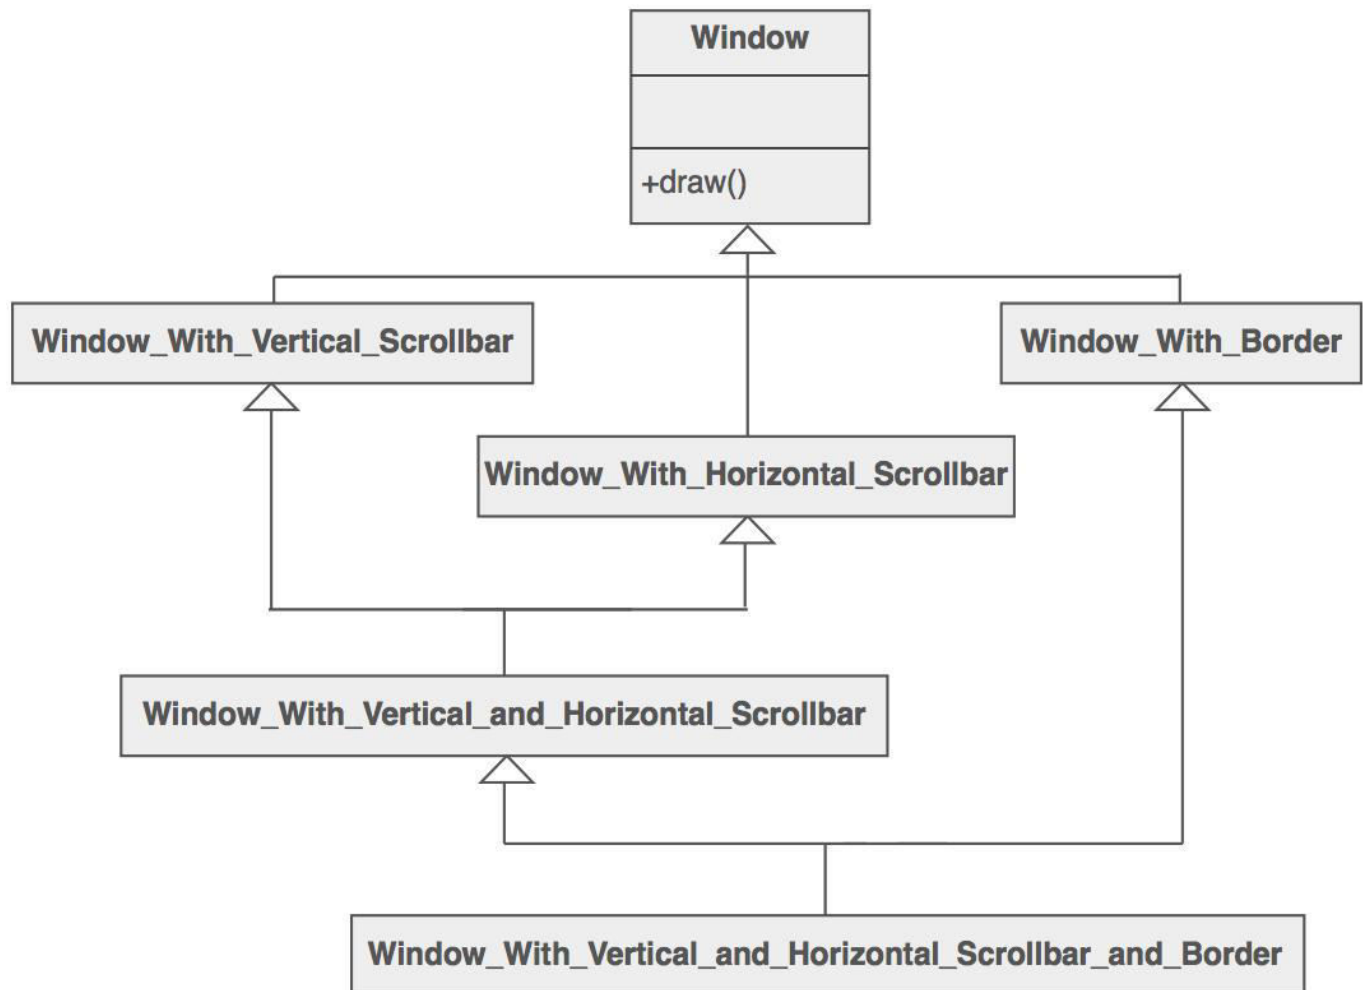 Window
+draw()
Window_With_Vertical_Scrollbar
Window_With_Border
Window_With_Horizontal_Scrollbar
Window_With_Vertical_and_Horizontal_Scrollbar
Window_With_Vertical_and_Horizontal_Scrollbar_and_Border